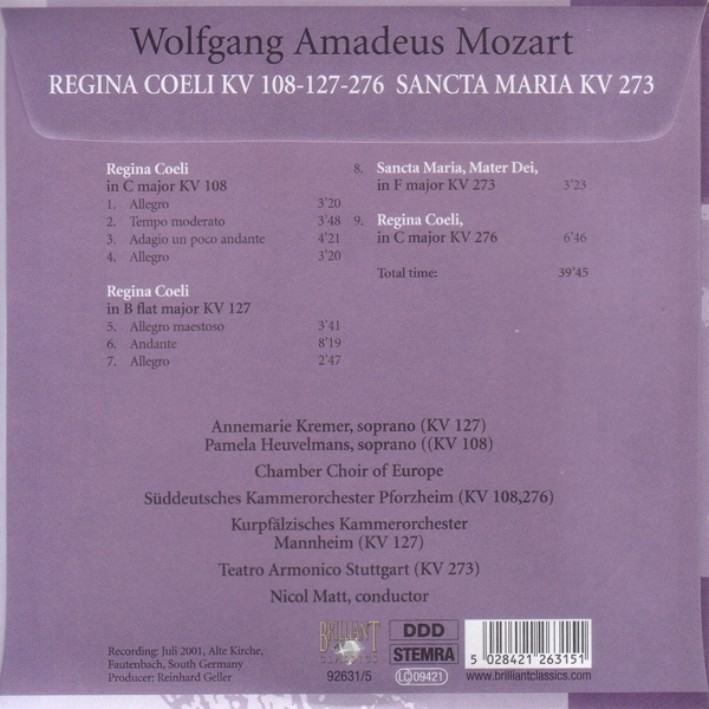 Wolfgang Amadeus Mozart
REGINA COELI KV 108-127-276 SANCTA MARIA KV 273
Regina Coeli
in C major KV 108
1. Allegro 3'20
2. Tempo moderato 3'48
3. Adagio un poco andante 4'21
4. Allegro 3'20
Regina Coeli
in B flat major KV 127
5. Allegro maestoso 3'41
6. Andante 8'19
7. Allegro 2'47
8. Sancta Maria, Mater Dei,
in F major KV 273 3'23
9. Regina Coeli,
in C major KV 276 6'46
Total time: 39'45
Annemarie Kremer, soprano (KV 127)
Pamela Heuvelmans, soprano ((KV 108)
Chamber Choir of Europe
Süddeutsches Kammerorchester Pforzheim (KV 108,276)
Kurpfälzisches Kammerorchester
Mannheim (KV 127)
Teatro Armonico Stuttgart (KV 273)
Nicol Matt, conductor
Recording: Juli 2001, Alte Kirche,
Fautenbach, South Germany
Producer: Reinhard Geller
BRILLIANT
CLASSICS
92631/5
DDD
STEMRA
LC 09421
5 028421 263151
www.brilliantclassics.com